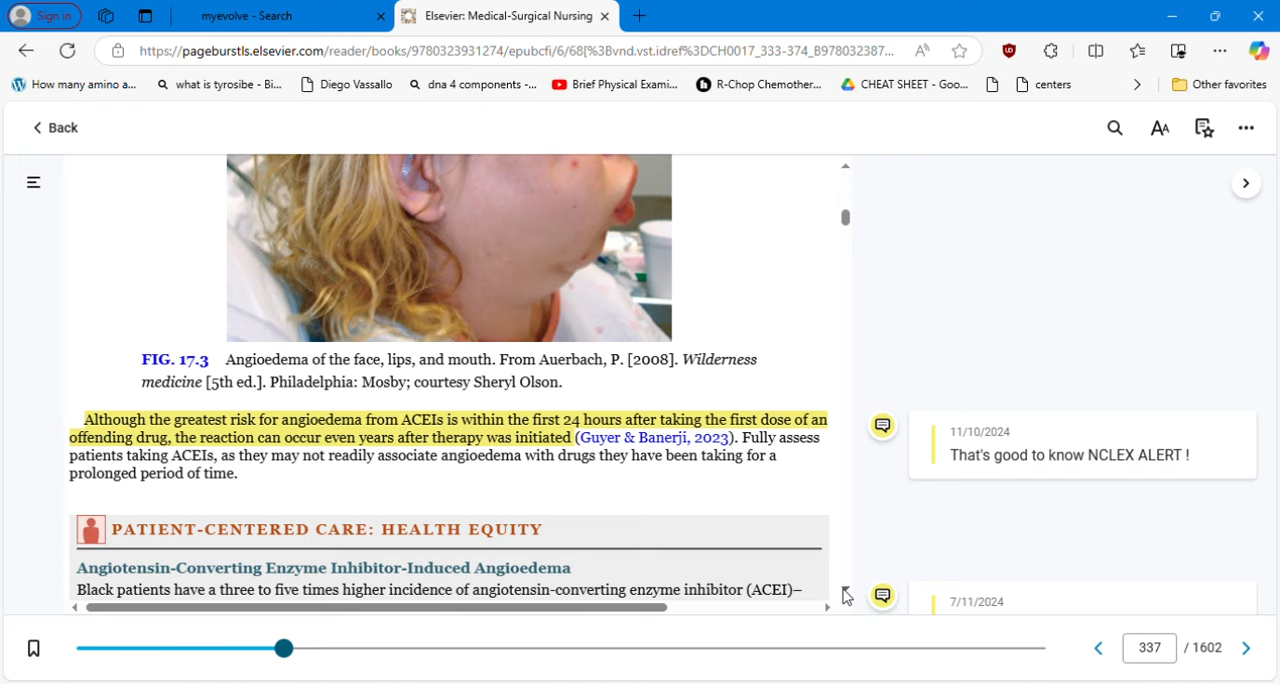 Sign in
myevolve - Search
Elsevier: Medical-Surgical Nursing
https://pageburstls.elsevier.com/reader/books/9780323931274/epubcfi/6/68[%3Bvnd.vst.idref%3DCH0017_333-374_B978032387...
How many amino a...
what is tyrosibe - Bi...
Diego Vassallo
dna 4 components -...
Brief Physical Exami...
R-Chop Chemother...
CHEAT SHEET - Goo...
centers
Other favorites
Back
FIG. 17.3 Angioedema of the face, lips, and mouth. From Auerbach, P. [2008]. Wilderness
medicine [5th ed.]. Philadelphia: Mosby; courtesy Sheryl Olson.
Although the greatest risk for angioedema from ACEIs is within the first 24 hours after taking the first dose of an
offending drug, the reaction can occur even years after therapy was initiated (Guyer & Banerji, 2023). Fully assess
patients taking ACEIs, as they may not readily associate angioedema with drugs they have been taking for a
prolonged period of time.
11/10/2024
That's good to know NCLEX ALERT !
PATIENT-CENTERED CARE: HEALTH EQUITY
Angiotensin-Converting Enzyme Inhibitor-Induced Angioedema
Black patients have a three to five times higher incidence of angiotensin-converting enzyme inhibitor (ACEI)–
7/11/2024
337 / 1602